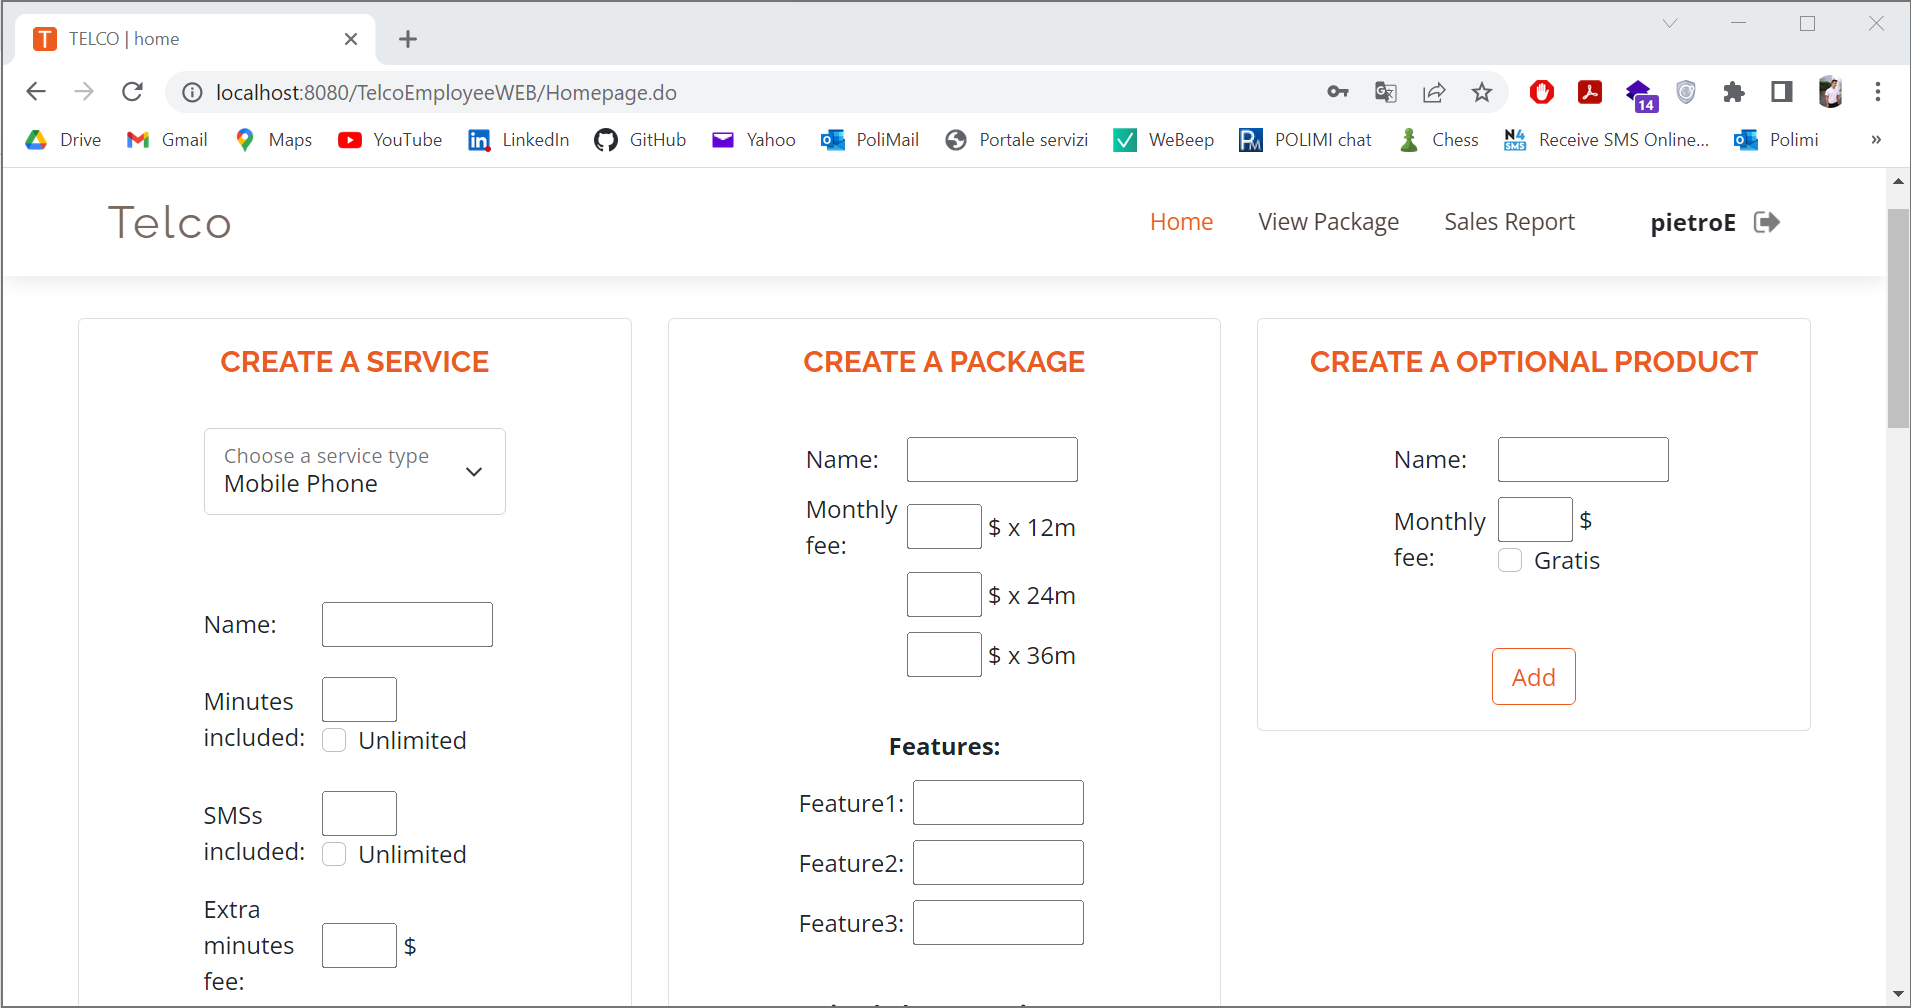 TELCO | home
localhost:8080/TelcoEmployeeWEB/Homepage.do
14
Drive
Gmail
Maps
YouTube
LinkedIn
GitHub
Yahoo
PoliMail
Portale servizi
WeBeep
POLIMI chat
Chess
Receive SMS Online...
Polimi
»
Telco
Home
View Package
Sales Report
pietroE
CREATE A SERVICE
Choose a service type
Mobile Phone
Name:
Minutes
included:
Unlimited
SMSs
included:
Unlimited
Extra
minutes
fee:
$
CREATE A PACKAGE
Name:
Monthly
fee:
$ x 12m
$ x 24m
$ x 36m
Features:
Feature1:
Feature2:
Feature3:
CREATE A OPTIONAL PRODUCT
Name:
Monthly
fee:
$
Gratis
Add